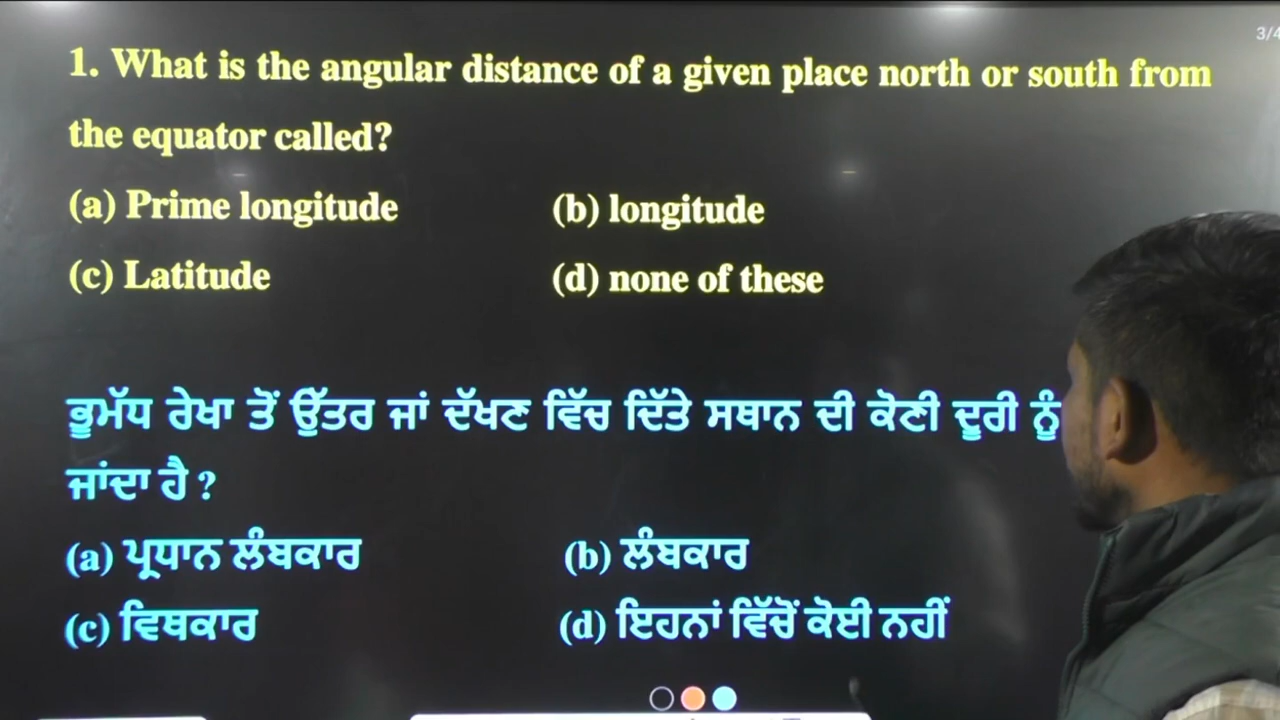 3/4
1. What is the angular distance of a given place north or south from
the equator called?
(a) Prime longitude (b) longitude
(c) Latitude (d) none of these
ਭੂਮੱਧ ਰੇਖਾ ਤੋਂ ਉੱਤਰ ਜਾਂ ਦੱਖਣ ਵਿੱਚ ਦਿੱਤੇ ਸਥਾਨ ਦੀ ਕੋਣੀ ਦੂਰੀ ਨੂੰ
ਜਾਂਦਾ ਹੈ ?
(a) ਪ੍ਰਧਾਨ ਲੰਬਕਾਰ (b) ਲੰਬਕਾਰ
(c) ਵਿਥਕਾਰ (d) ਇਹਨਾਂ ਵਿੱਚੋਂ ਕੋਈ ਨਹੀਂ